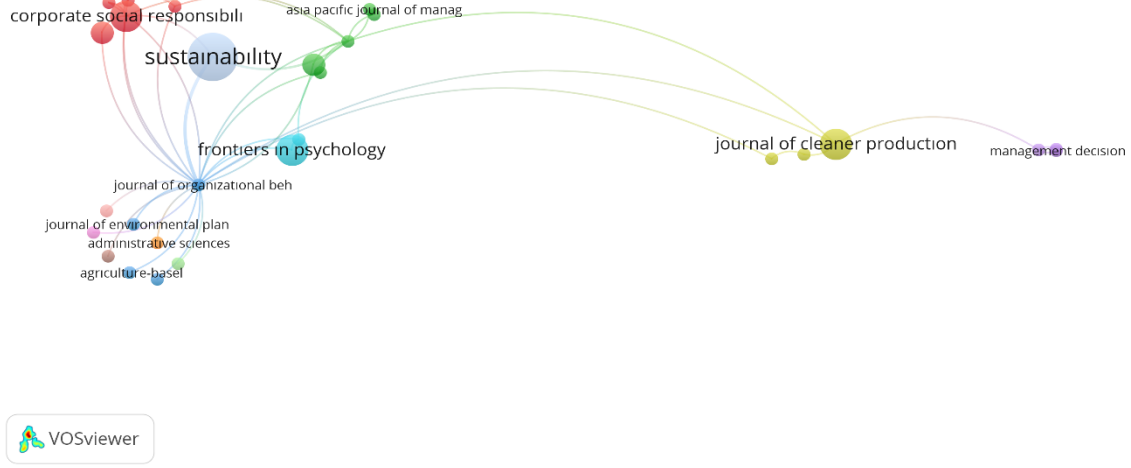 asia pacific journal of manag
corporate social responsibili
sustainability
frontiers in psychology
journal of cleaner production
management decision
journal of organizational beh
journal of environmental plan
administrative sciences
agriculture-basel
VOSviewer